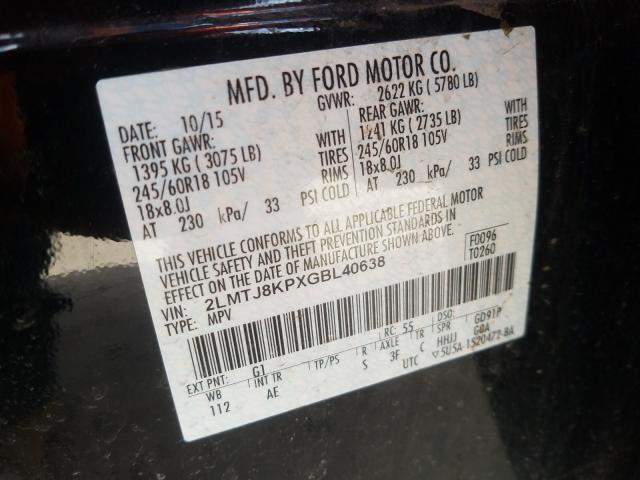 MFD. BY FORD MOTOR CO.
DATE: 10/15 GVWR: 2622 KG ( 5780 LB)
FRONT GAWR: REAR GAWR:
1395 KG ( 3075 LB) WITH 1241 KG ( 2735 LB) WITH
245/60R18 105V TIRES 245/60R18 105V TIRES
18x8.0J RIMS 18x8.0J RIMS
AT 230 kPa/ 33 PSI COLD AT 230 kPa/ 33 PSI COLD
THIS VEHICLE CONFORMS TO ALL APPLICABLE FEDERAL MOTOR
VEHICLE SAFETY AND THEFT PREVENTION STANDARDS IN
EFFECT ON THE DATE OF MANUFACTURE SHOWN ABOVE.
VIN: 2LMTJ8KPXGBL40638 F0096
TYPE: MPV T0260
EXT PNT: G1 RC: 55 DSO: GD91P
WB INT TR TP/PS R AXLE TR SPR GOA
112 AE S 3F C HHJJ
UTC 5U5A-1520472-BA